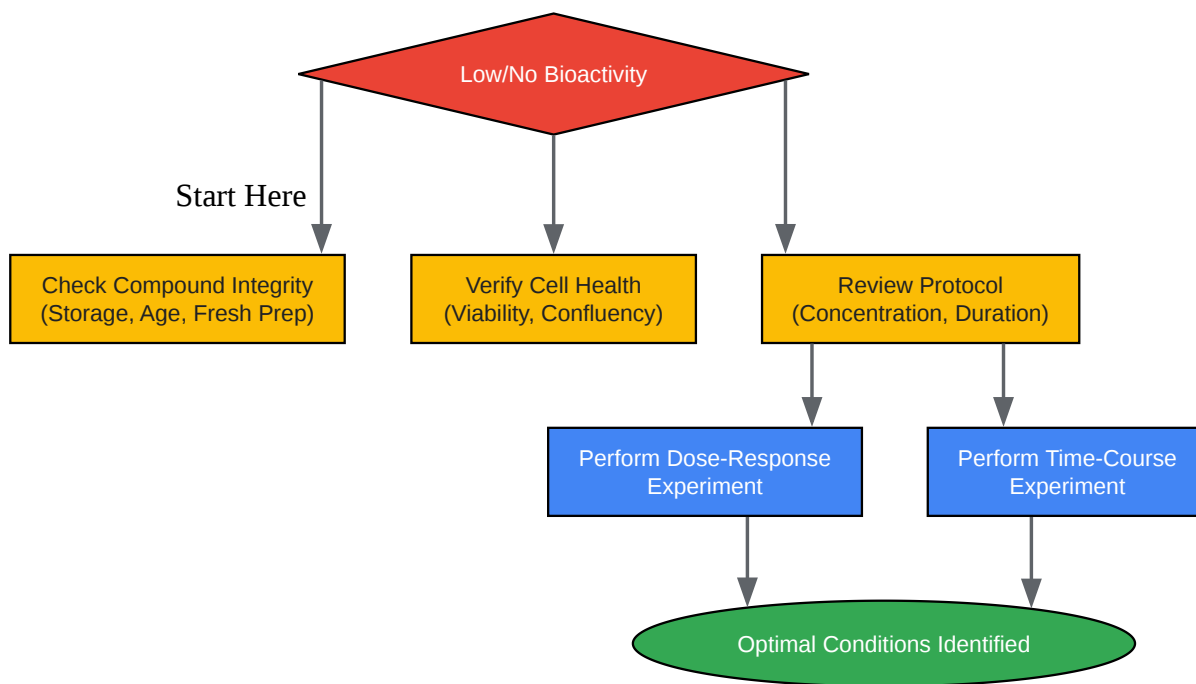 Low/No Bioactivity
Start Here
Check Compound Integrity
(Storage, Age, Fresh Prep)
Verify Cell Health
(Viability, Confluency)
Review Protocol
(Concentration, Duration)
Perform Dose-Response
Experiment
Perform Time-Course
Experiment
Optimal Conditions Identified